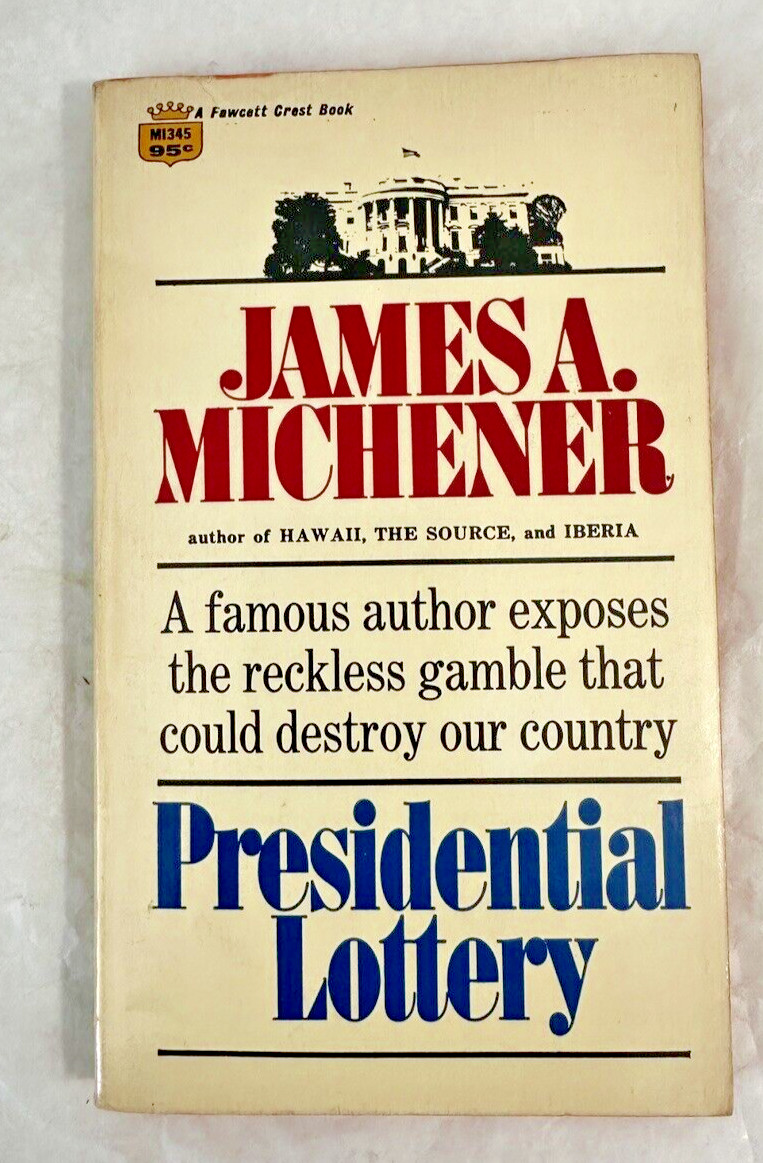 A Fawcett Crest Book
M1345
95¢
JAMES A.
MICHENER
author of HAWAII, THE SOURCE, and IBERIA
A famous author exposes
the reckless gamble that
could destroy our country
Presidential
Lottery